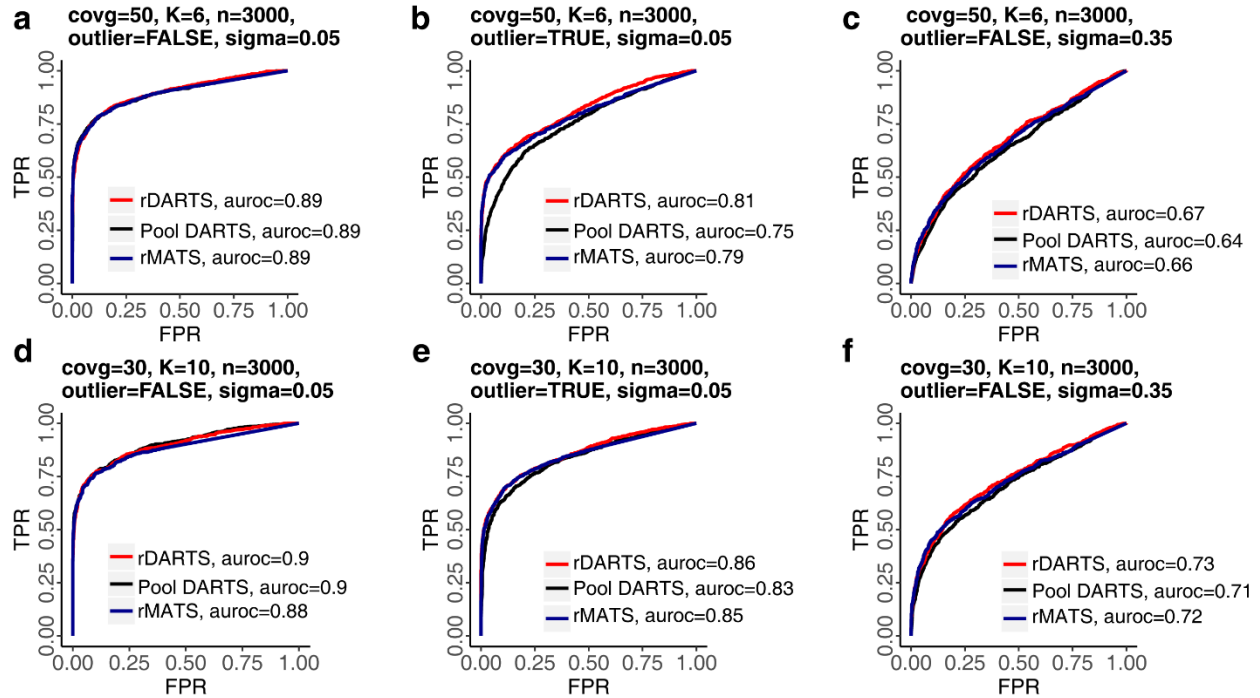 a
covg=50, K=6, n=3000,
outlier=FALSE, sigma=0.05
TPR
1.00
0.75
0.50
0.25
0.00
rDARTS, auroc=0.89
Pool DARTS, auroc=0.89
rMATS, auroc=0.89
0.00 0.25 0.50 0.75 1.00
FPR
b
covg=50, K=6, n=3000,
outlier=TRUE, sigma=0.05
TPR
1.00
0.75
0.50
0.25
0.00
rDARTS, auroc=0.81
Pool DARTS, auroc=0.75
rMATS, auroc=0.79
0.00 0.25 0.50 0.75 1.00
FPR
c
covg=50, K=6, n=3000,
outlier=FALSE, sigma=0.35
TPR
1.00
0.75
0.50
0.25
0.00
rDARTS, auroc=0.67
Pool DARTS, auroc=0.64
rMATS, auroc=0.66
0.00 0.25 0.50 0.75 1.00
FPR
d
covg=30, K=10, n=3000,
outlier=FALSE, sigma=0.05
TPR
1.00
0.75
0.50
0.25
0.00
rDARTS, auroc=0.9
Pool DARTS, auroc=0.9
rMATS, auroc=0.88
0.00 0.25 0.50 0.75 1.00
FPR
e
covg=30, K=10, n=3000,
outlier=TRUE, sigma=0.05
TPR
1.00
0.75
0.50
0.25
0.00
rDARTS, auroc=0.86
Pool DARTS, auroc=0.83
rMATS, auroc=0.85
0.00 0.25 0.50 0.75 1.00
FPR
f
covg=30, K=10, n=3000,
outlier=FALSE, sigma=0.35
TPR
1.00
0.75
0.50
0.25
0.00
rDARTS, auroc=0.73
Pool DARTS, auroc=0.71
rMATS, auroc=0.72
0.00 0.25 0.50 0.75 1.00
FPR